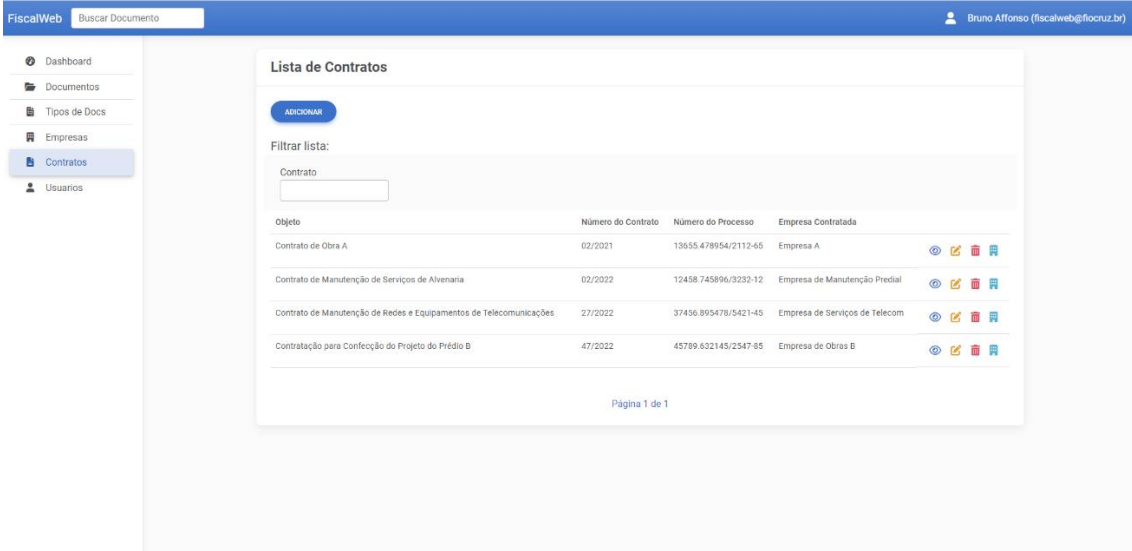 FiscalWeb Buscar Documento Bruno Affonso (fiscalweb@fiocruz.br)
Dashboard
Documentos
Tipos de Docs
Empresas
Contratos
Usuarios
Lista de Contratos
ADICIONAR
Filtrar lista:
Contrato
Objeto Número do Contrato Número do Processo Empresa Contratada
Contrato de Obra A 02/2021 13655.478954/2112-65 Empresa A
Contrato de Manutenção de Serviços de Alvenaria 02/2022 12458.745896/3232-12 Empresa de Manutenção Predial
Contrato de Manutenção de Redes e Equipamentos de Telecomunicações 27/2022 37456.895478/5421-45 Empresa de Serviços de Telecom
Contratação para Confecção do Projeto do Prédio B 47/2022 45789.632145/2547-85 Empresa de Obras B
Página 1 de 1